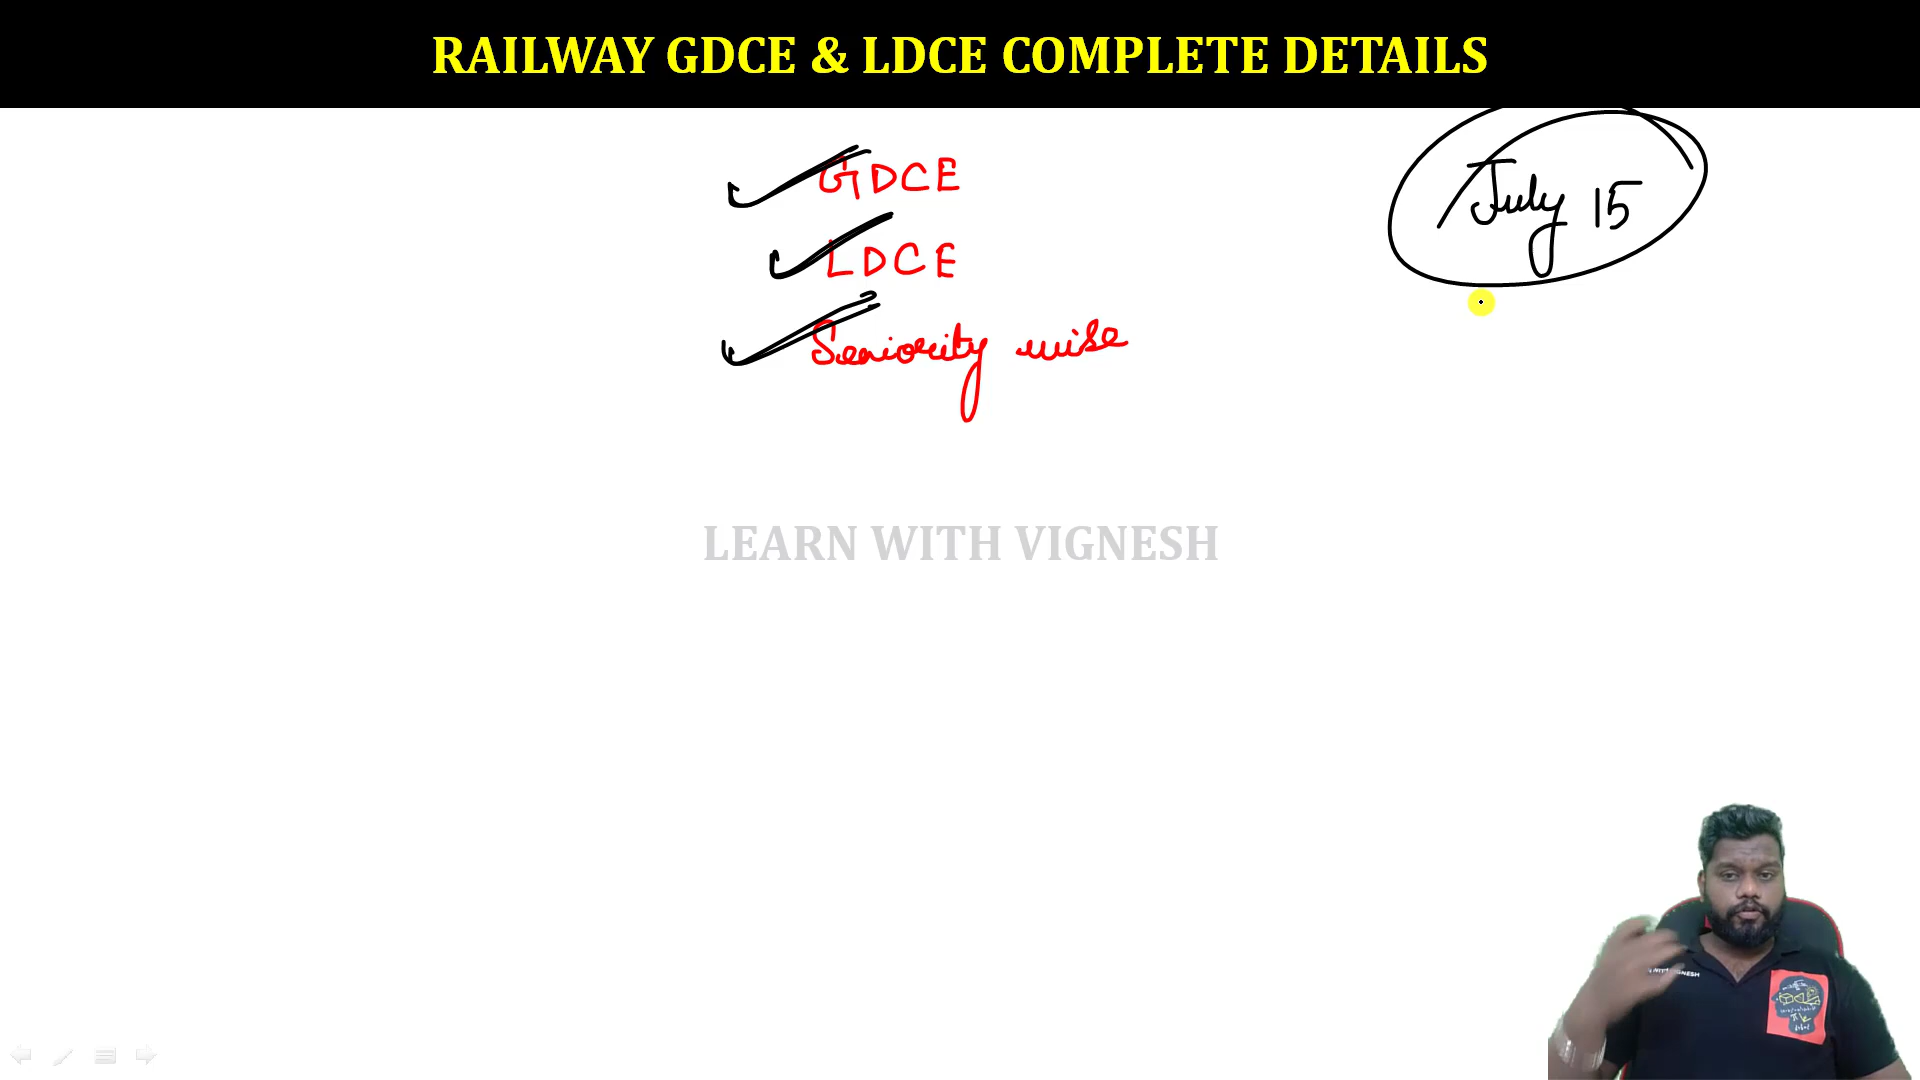 RAILWAY GDCE & LDCE COMPLETE DETAILS
GDCE
July 15
LDCE
Seniority wise
LEARN WITH VIGNESH